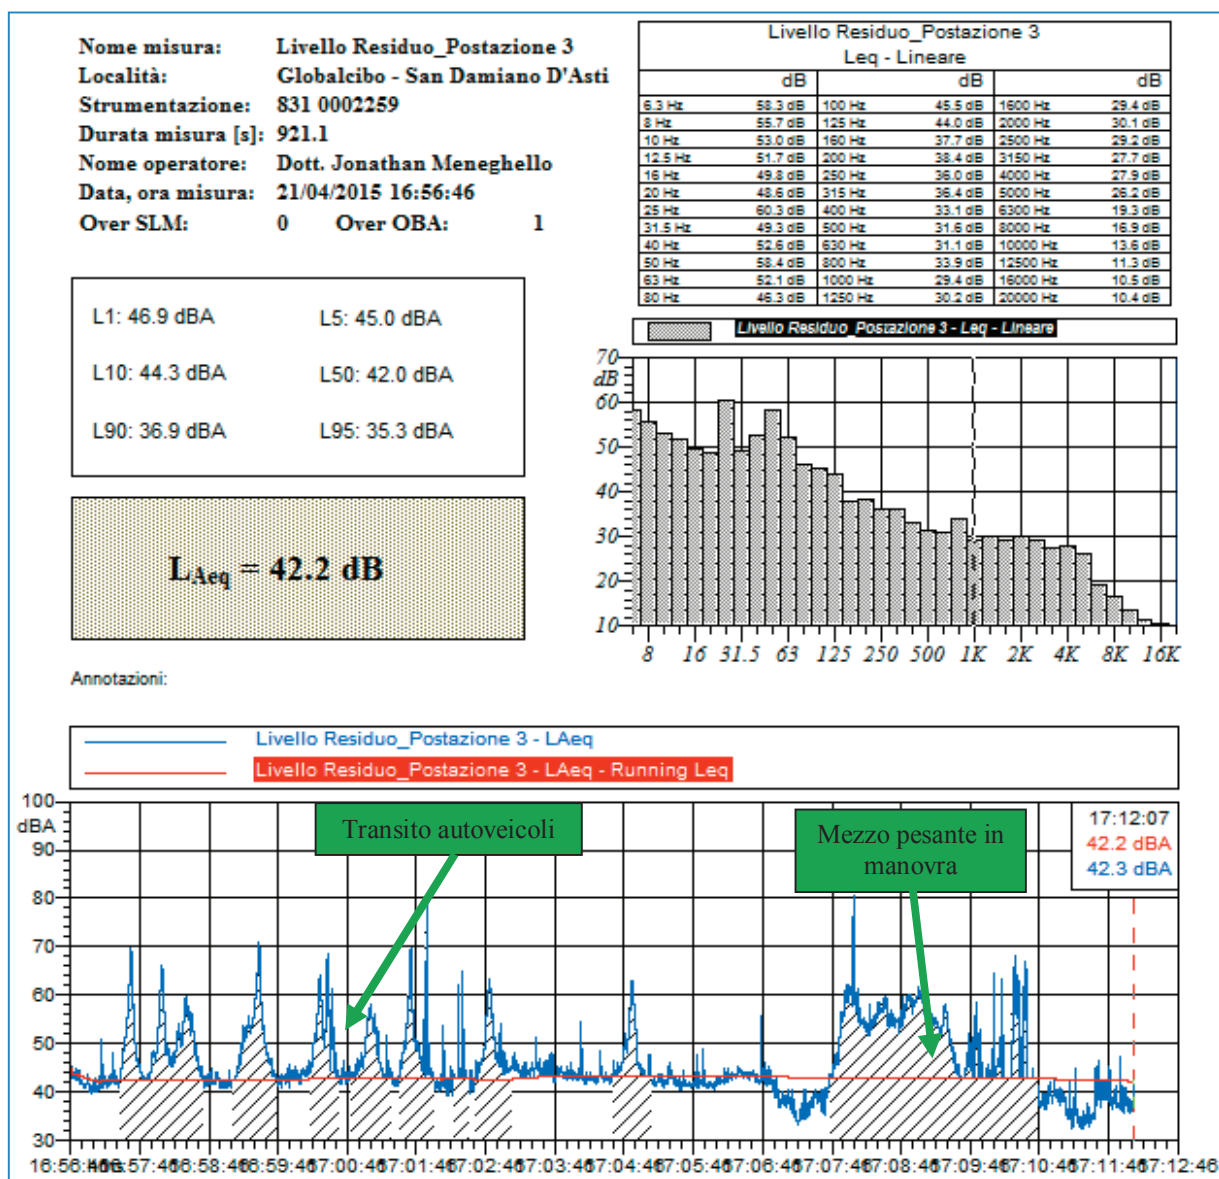 Nome misura: Livello Residuo_Postazione 3
Località: Globalcibo - San Damiano D'Asti
Strumentazione: 831 0002259
Durata misura [s]: 921.1
Nome operatore: Dott. Jonathan Meneghello
Data, ora misura: 21/04/2015 16:56:46
Over SLM: 0 Over OBA: 1
Livello Residuo_Postazione 3
Leq - Lineare
dB dB dB
6.3 Hz 58.3 dB 100 Hz 45.5 dB 1600 Hz 29.4 dB
8 Hz 55.7 dB 125 Hz 44.0 dB 2000 Hz 30.1 dB
10 Hz 53.0 dB 160 Hz 37.7 dB 2500 Hz 29.2 dB
12.5 Hz 51.7 dB 200 Hz 38.4 dB 3150 Hz 27.7 dB
16 Hz 49.8 dB 250 Hz 36.0 dB 4000 Hz 27.9 dB
20 Hz 48.6 dB 315 Hz 36.4 dB 5000 Hz 26.2 dB
25 Hz 60.3 dB 400 Hz 33.1 dB 6300 Hz 19.3 dB
31.5 Hz 49.3 dB 500 Hz 31.6 dB 8000 Hz 16.9 dB
40 Hz 52.6 dB 630 Hz 31.1 dB 10000 Hz 13.6 dB
50 Hz 58.4 dB 800 Hz 33.9 dB 12500 Hz 11.3 dB
63 Hz 52.1 dB 1000 Hz 29.4 dB 16000 Hz 10.5 dB
80 Hz 46.3 dB 1250 Hz 30.2 dB 20000 Hz 10.4 dB
L1: 46.9 dBA L5: 45.0 dBA
L10: 44.3 dBA L50: 42.0 dBA
L90: 36.9 dBA L95: 35.3 dBA
LAeq = 42.2 dB
Livello Residuo_Postazione 3 - Leq - Lineare
70
dB
60
50
40
30
20
10
8 16 31.5 63 125 250 500 1K 2K 4K 8K 16K
Annotazioni:
Livello Residuo_Postazione 3 - LAeq
Livello Residuo_Postazione 3 - LAeq - Running Leq
100
dBA
90
80
70
60
50
40
30
Transito autoveicoli
Mezzo pesante in
manovra
17:12:07
42.2 dBA
42.3 dBA
17:12:46